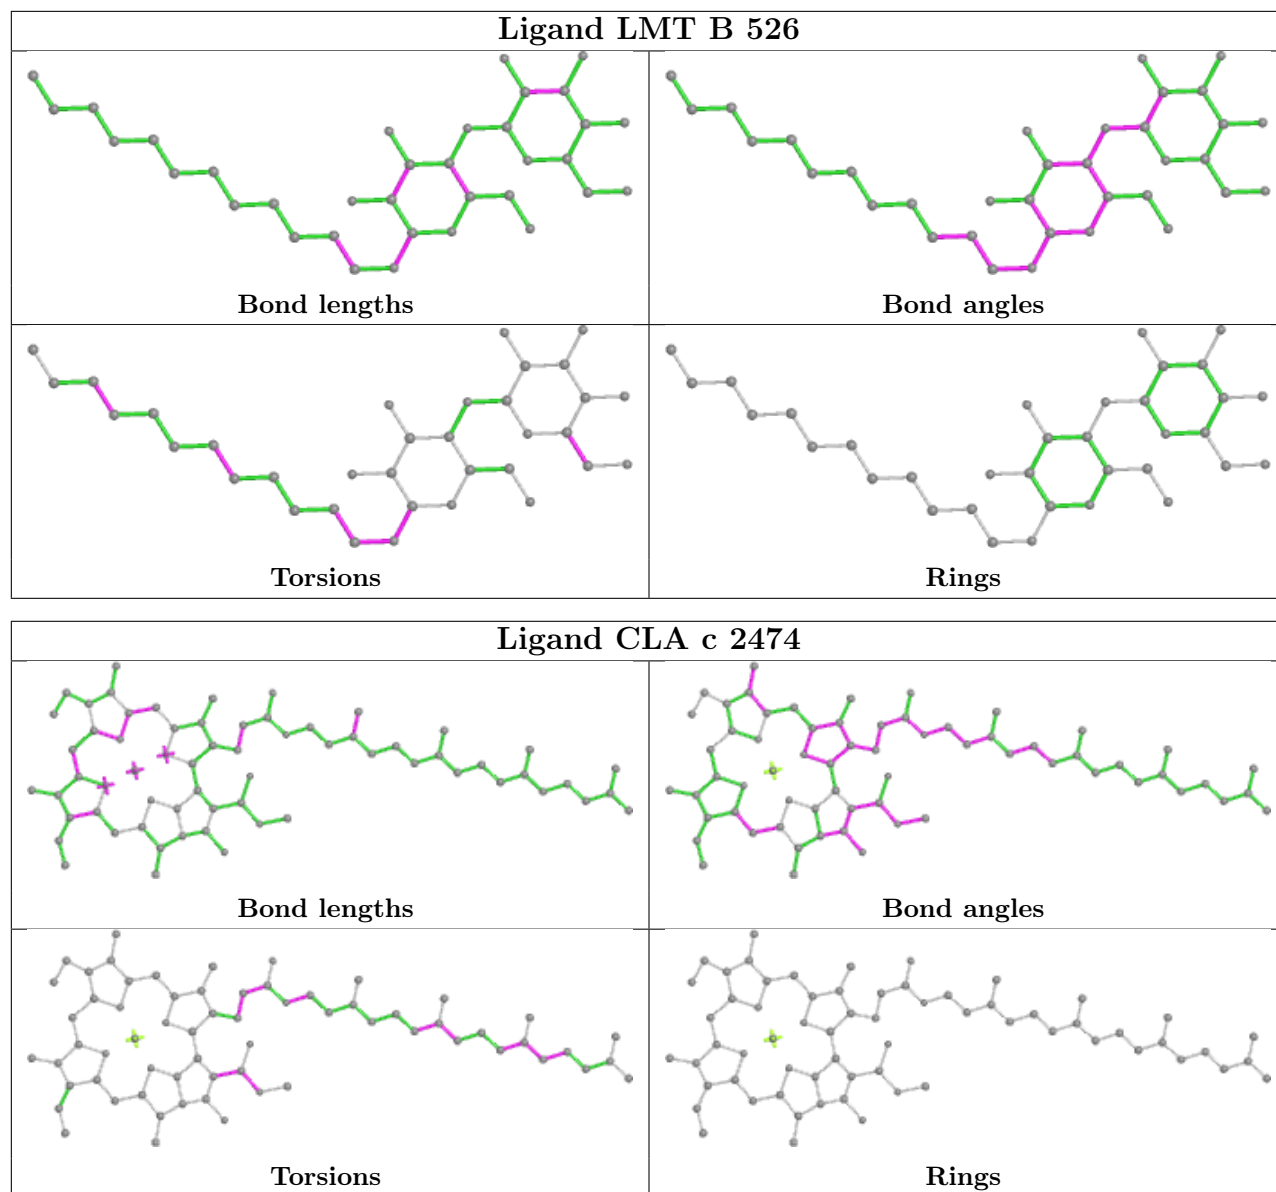 Ligand LMT B 526
Bond lengths
Bond angles
Torsions
Rings
Ligand CLA c 2474
Bond lengths
Bond angles
Torsions
Rings